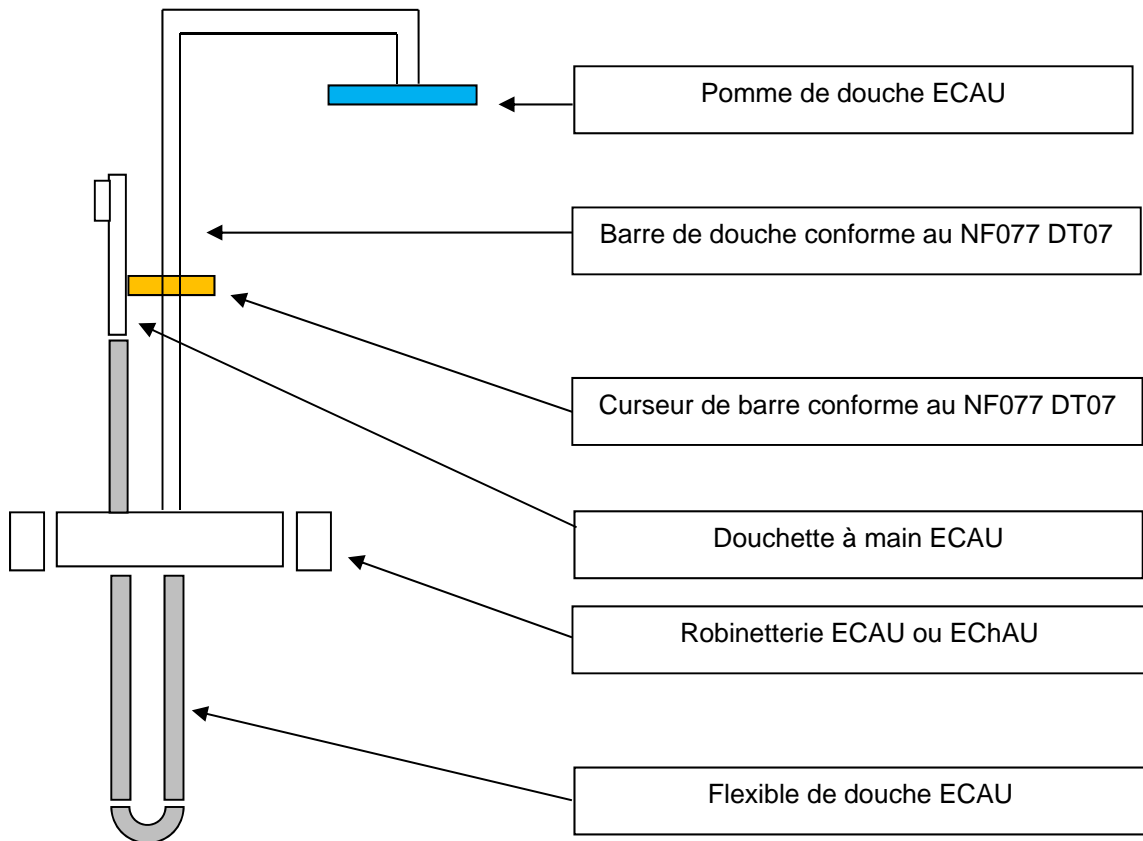 Pomme de douche ECAU
Barre de douche conforme au NF077 DT07
Curseur de barre conforme au NF077 DT07
Douchette à main ECAU
Robinetterie ECAU ou EChAU
Flexible de douche ECAU